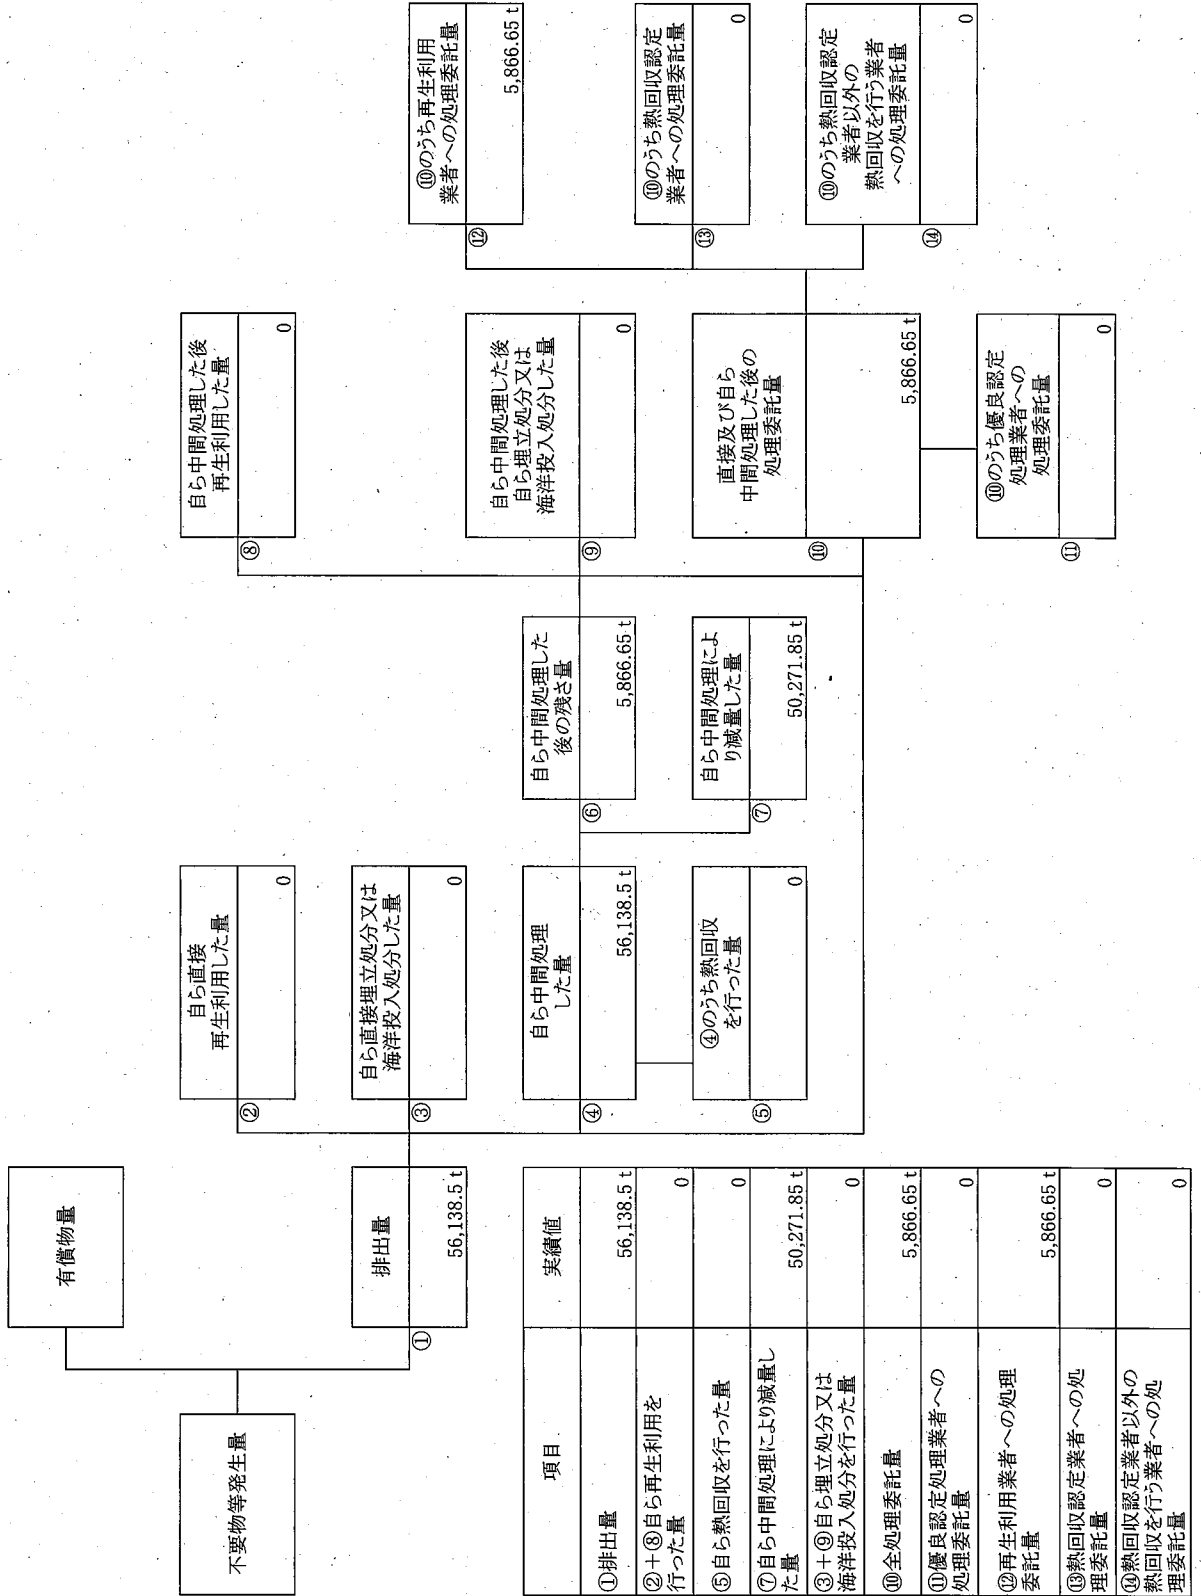 不要物等発生量
有償物量
①
排出量
56,138.5 t
②
自ら直接
再生利用した量
0
③
自ら直接埋立処分又は
海洋投入処分した量
0
④
自ら中間処理
した量
56,138.5 t
⑤
④のうち熱回収
を行った量
0
⑥
自ら中間処理した
後の残さ量
5,866.65 t
⑦
自ら中間処理によ
り減量した量
50,271.85 t
⑧
自ら中間処理した後
再生利用した量
0
⑨
自ら中間処理した後
自ら埋立処分又は
海洋投入処分した量
0
⑩
直接及び自ら
中間処理した後の
処理委託量
5,866.65 t
⑪
⑩のうち優良認定
処理業者への
処理委託量
0
⑫
⑩のうち再生利用
業者への処理委託量
5,866.65 t
⑬
⑩のうち熱回収認定
業者への処理委託量
0
⑭
⑩のうち熱回収認定
業者以外の
熱回収を行う業者
への処理委託量
0
項目
実績値
①排出量
56,138.5 t
②+⑧自ら再生利用を
行った量
0
⑤自ら熱回収を行った量
0
⑦自ら中間処理により減量し
た量
50,271.85 t
③+⑨自ら埋立処分又は
海洋投入処分を行った量
0
⑩全処理委託量
5,866.65 t
⑪優良認定処理業者への
処理委託量
0
⑫再生利用業者への処理
委託量
5,866.65 t
⑬熱回収認定業者への処
理委託量
0
⑭熱回収認定業者以外の
熱回収を行う業者への処
理委託量
0